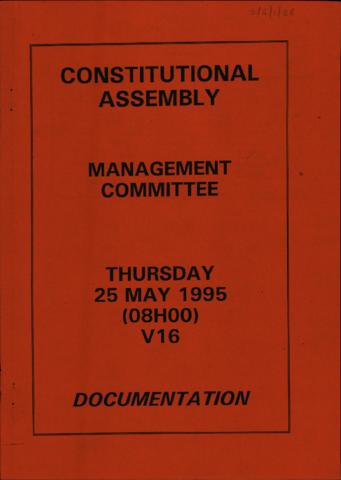 CONSTITUTIONAL
ASSEMBLY
MANAGEMENT
COMMITTEE
THURSDAY
25 MAY 1995
(08H00)
V16
DOCUMENTATION